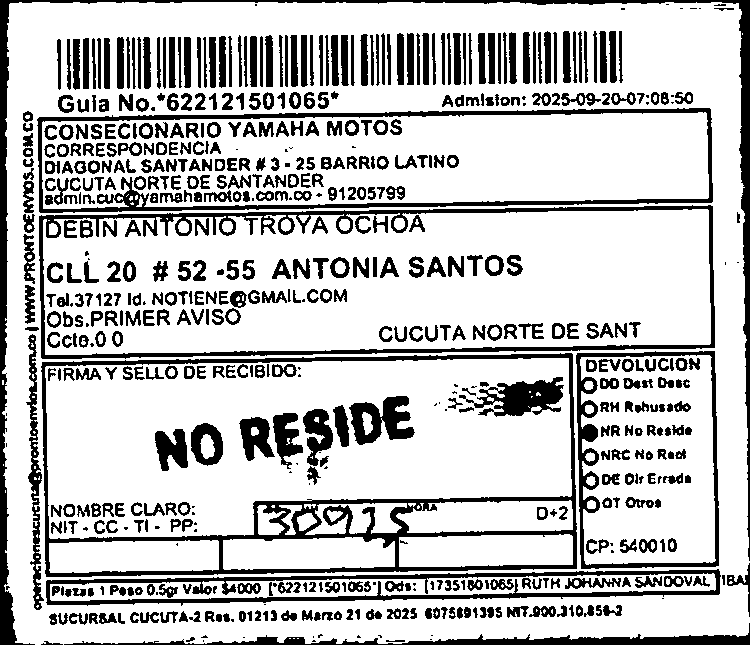 Guia No.*622121501065*
Admision: 2025-09-20-07:08:50
CONSECIONARIO YAMAHA MOTOS
CORRESPONDENCIA
DIAGONAL SANTANDER # 3 - 25 BARRIO LATINO
CUCUTA NORTE DE SANTANDER
admin.cuc@yamahamotos.com.co - 91205799
DEBIN ANTONIO TROYA OCHOA
CLL 20 # 52 -55 ANTONIA SANTOS
Tel.37127 Id. NOTIENE@GMAIL.COM
Obs.PRIMER AVISO
Ccto.0 0
CUCUTA NORTE DE SANT
FIRMA Y SELLO DE RECIBIDO:
NO RESIDE
NOMBRE CLARO:
NIT - CC - TI - PP:
HORA
300925
D+2
DEVOLUCION
DD Dest Desc
RH Rehusado
NR No Reside
NRC No Recl
DE Dir Errada
OT Otros
CP: 540010
Piezas 1 Peso 0.5gr Valor $4000 [*622121501065*] Ods: [17351801065] RUTH JOHANNA SANDOVAL
SUCURSAL CUCUTA-2 Res. 01213 de Marzo 21 de 2025 6075891395 NIT.900.310.856-2
operacionescucuta@prontoenvios.com.co | WWW.PRONTOENVIOS.COM.CO